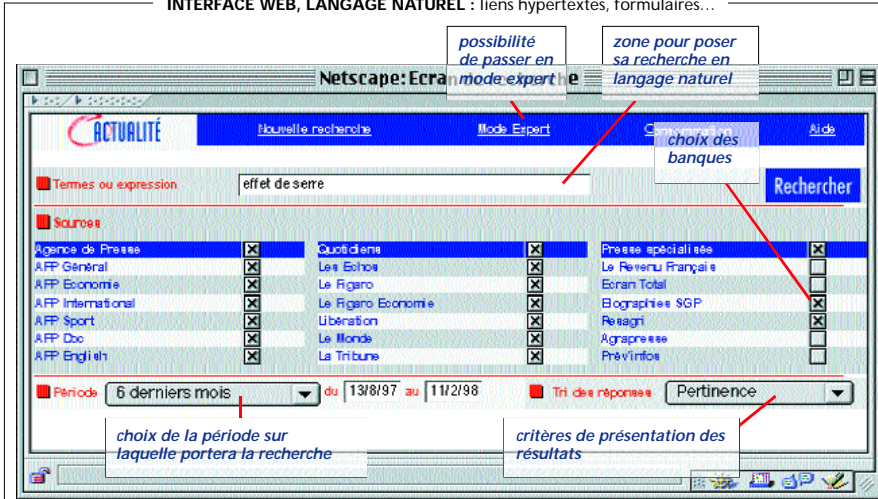 INTERFACE WEB, LANGAGE NATUREL : liens hypertextes, formulaires...
possibilité
de passer en
mode expert
zone pour poser
sa recherche en
langage naturel
Netscape: Ecran de recherche
ACTUALITÉ
Nouvelle recherche
Mode Expert
Consommation
Aide
choix des
banques
Termes ou expression
effet de serre
Rechercher
Sources
Agence de Presse
Quotidiens
Presse spécialisée
AFP Général
Les Echos
Le Revenu Français
AFP Economie
Le Figaro
Ecran Total
AFP International
Le Figaro Economie
Biographies SGP
AFP Sport
Libération
Resagri
AFP Doc
Le Monde
Agrapresse
AFP English
La Tribune
Prév'infos
Période
6 derniers mois
du 13/8/97 au 11/2/98
Tri des réponses
Pertinence
choix de la période sur
laquelle portera la recherche
critères de présentation des
résultats